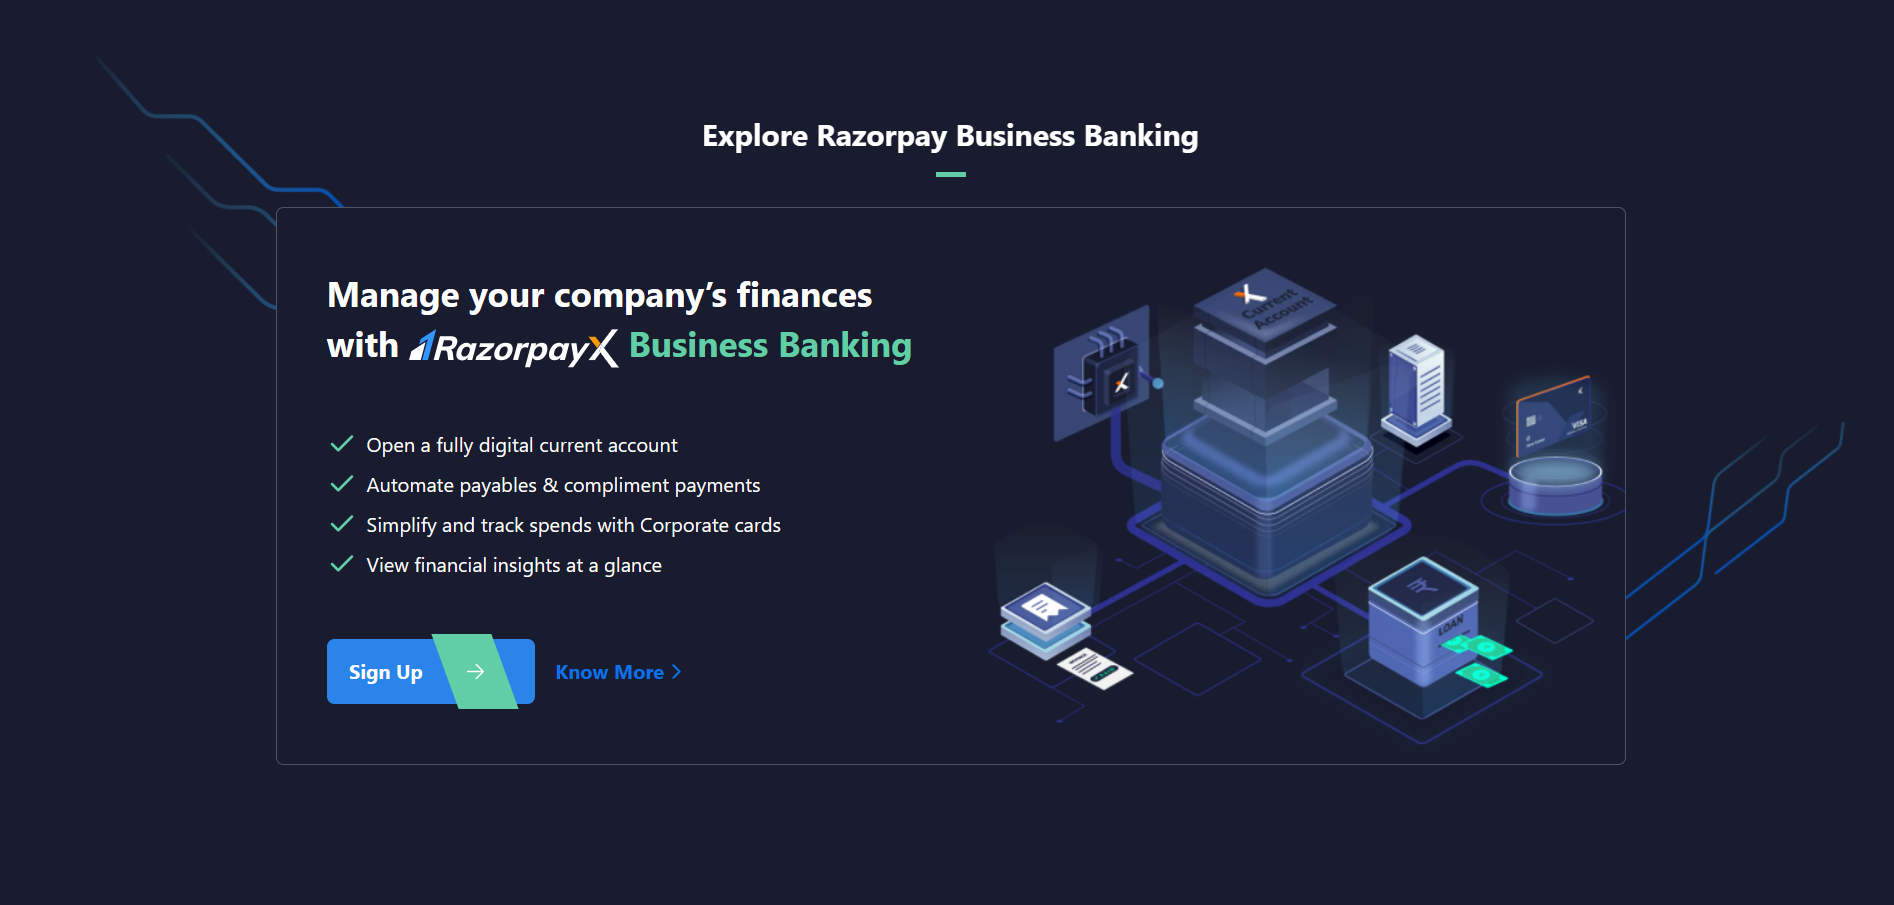 Explore Razorpay Business Banking
Manage your company’s finances
with RazorpayX Business Banking
Open a fully digital current account
Automate payables & compliment payments
Simplify and track spends with Corporate cards
View financial insights at a glance
Sign Up
Know More
Current
Account
VISA
LOAN
INVOICE